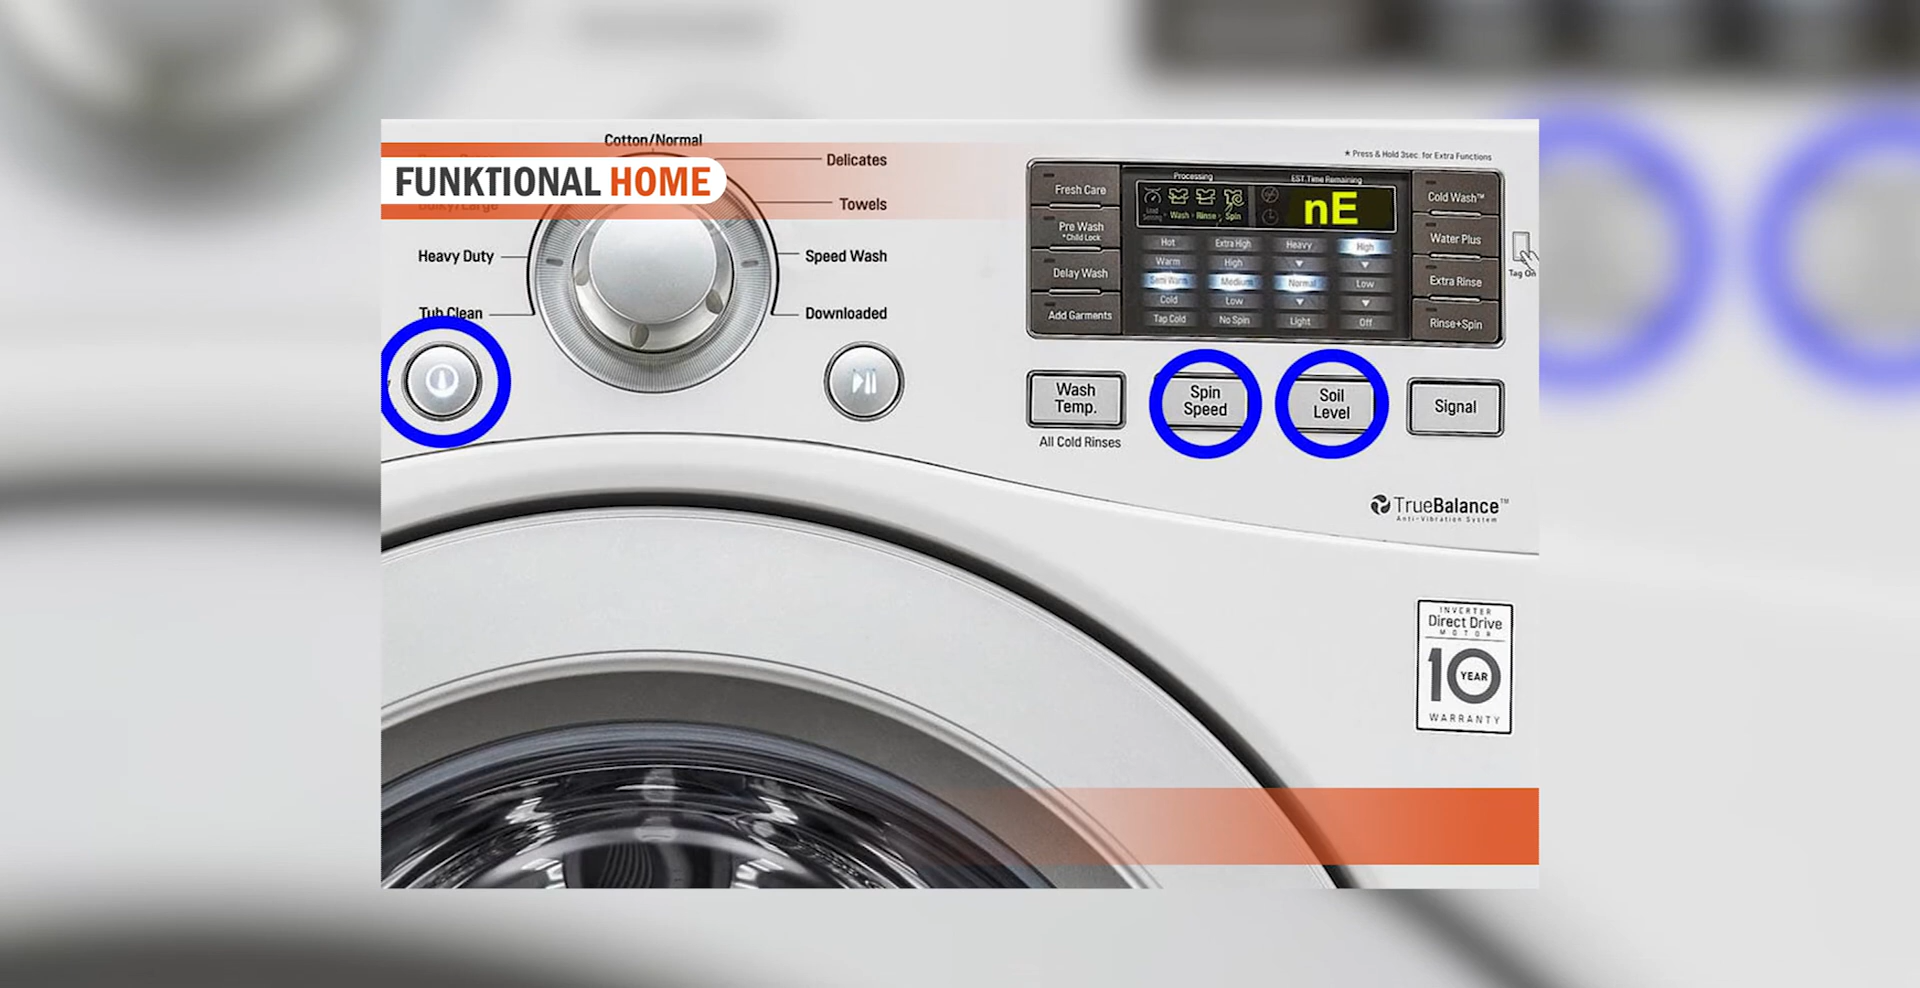 Cotton/Normal
Delicates
FUNKTIONAL HOME
Towels
Heavy Duty
Speed Wash
Tub Clean
Downloaded
* Press & Hold 3sec. for Extra Functions
Fresh Care
Pre Wash
*Child Lock
Delay Wash
Add Garments
Processing
EST. Time Remaining
Wash Rinse Spin
nE
Hot Extra High Heavy High
Warm High ▼ ▼
Semi Warm Medium Normal Low
Cold Low ▼ ▼
Tap Cold No Spin Light Off
Cold Wash™
Water Plus
Extra Rinse
Rinse+Spin
Tag On
Wash
Temp.
Spin
Speed
Soil
Level
Signal
All Cold Rinses
TrueBalance™
Anti-Vibration System
INVERTER
Direct Drive
MOTOR
10 YEAR
WARRANTY